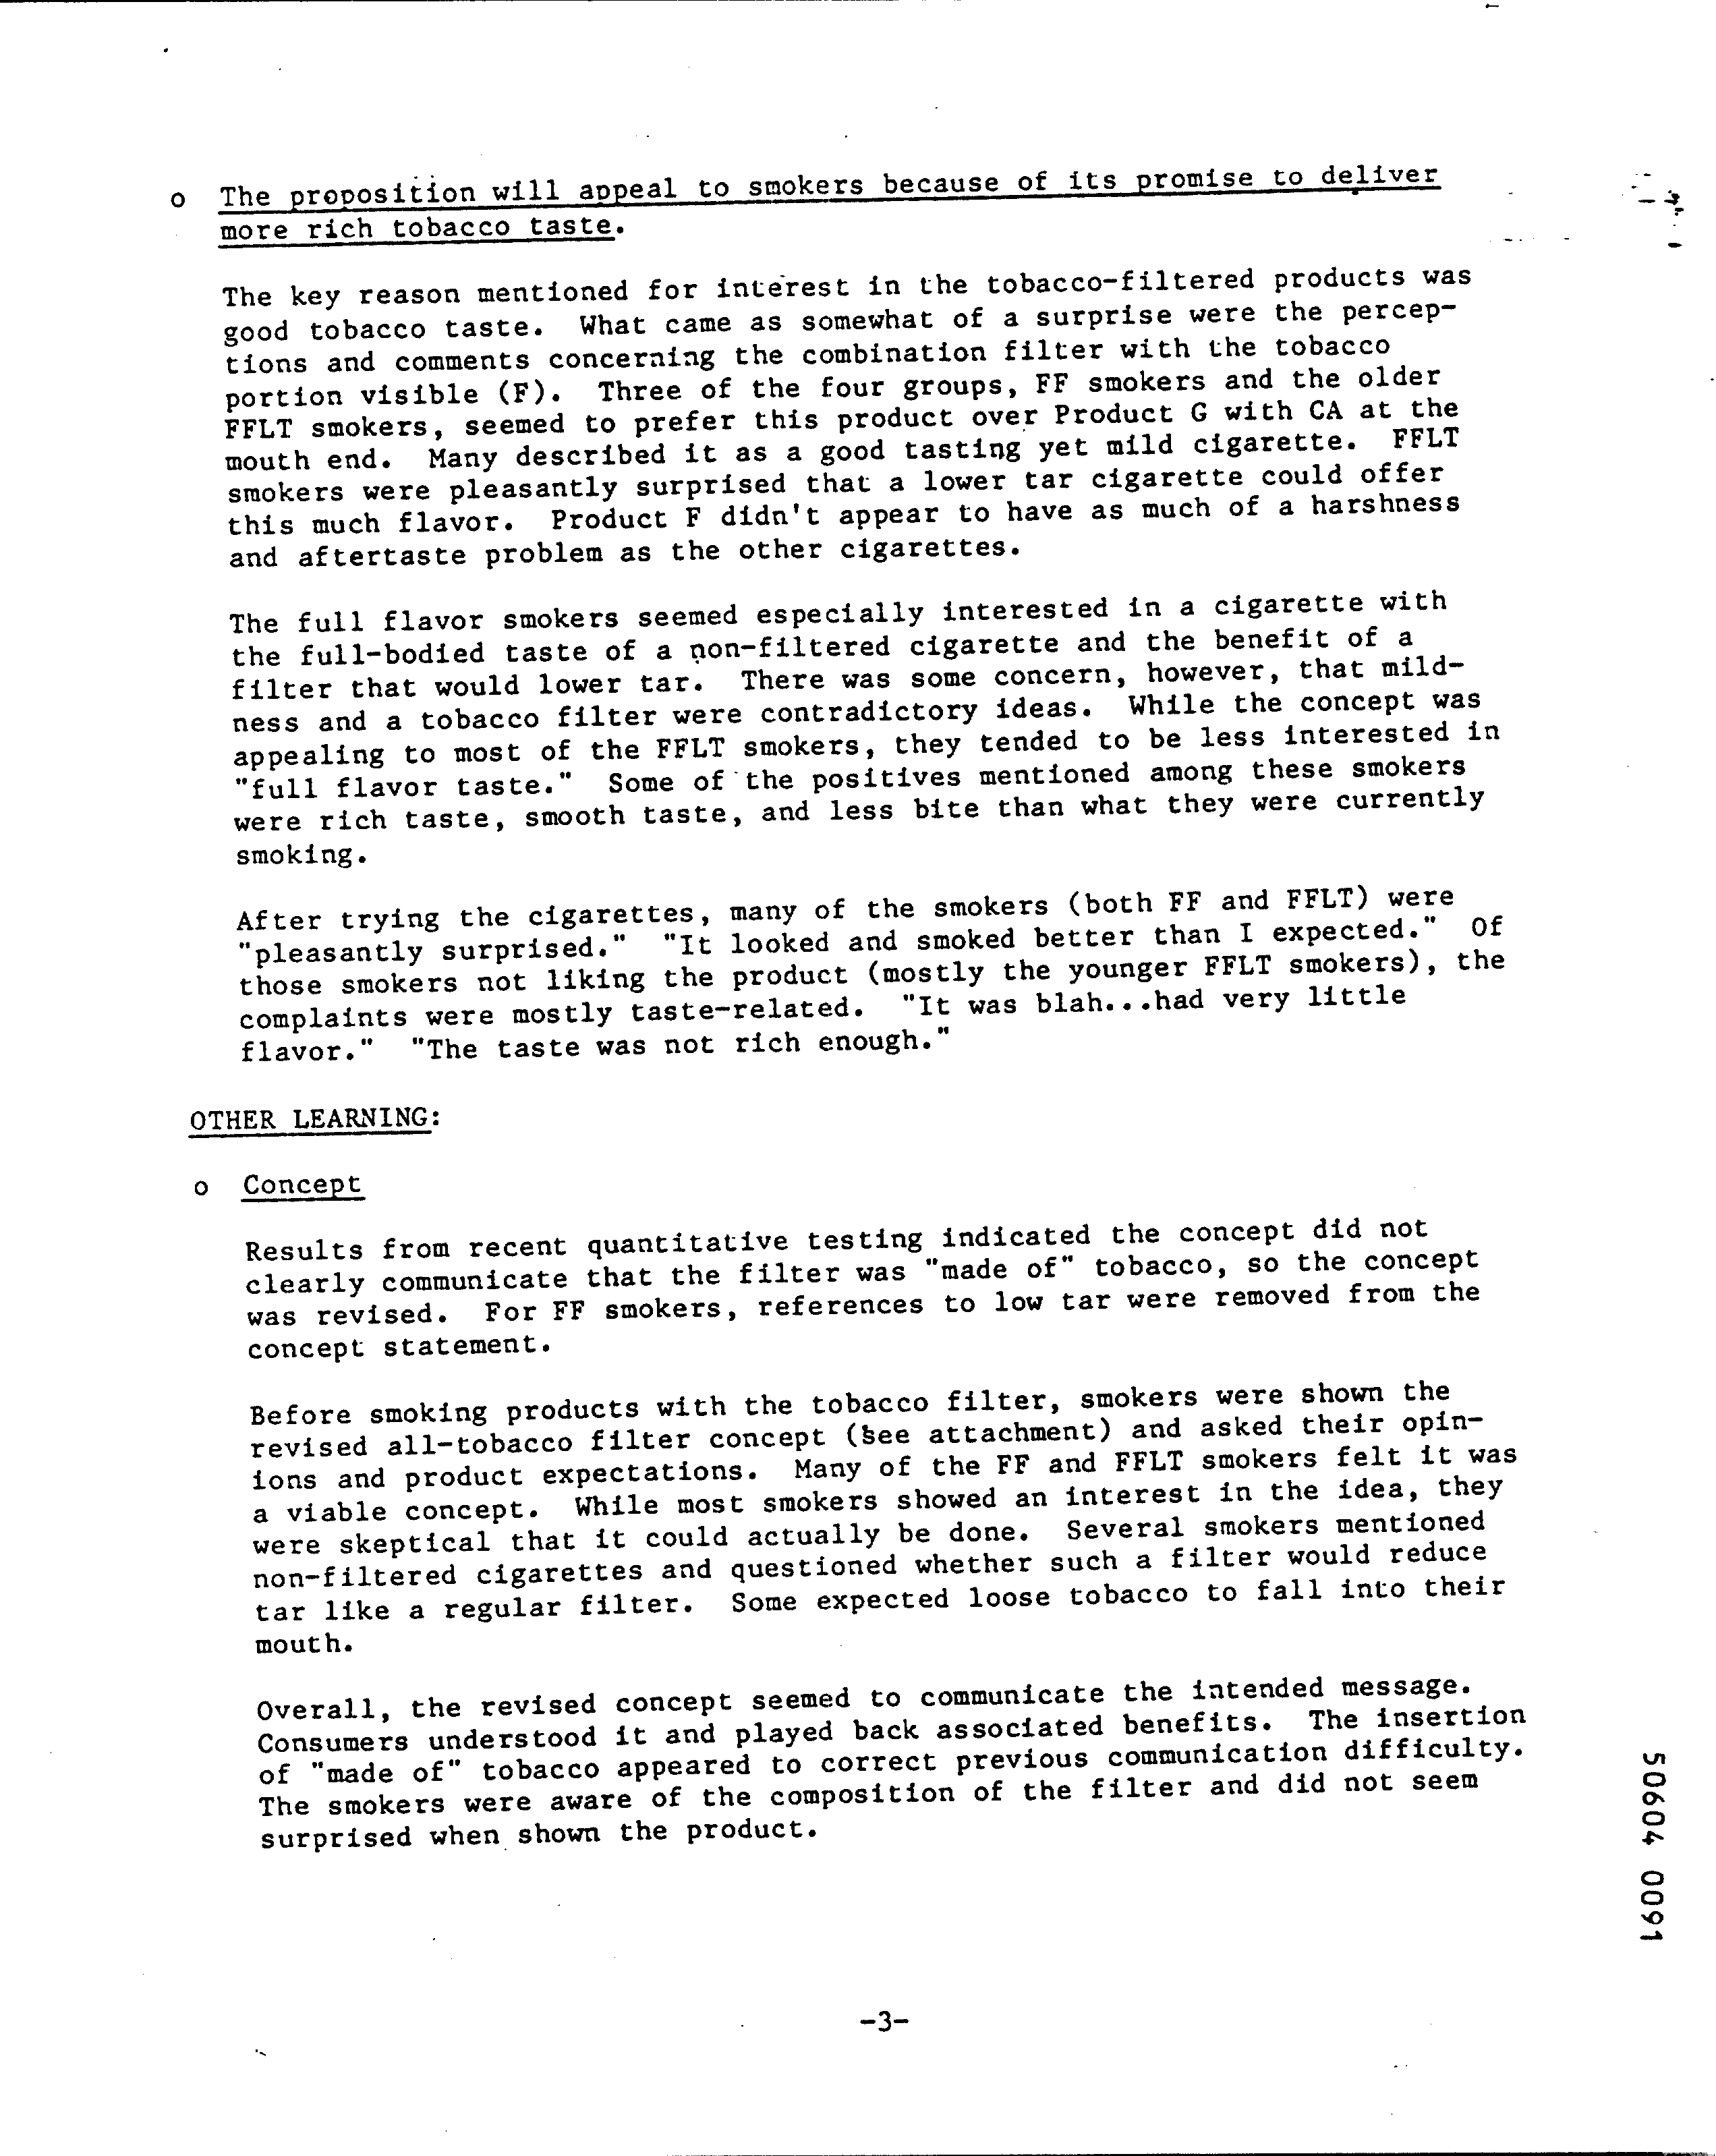 o The proposition will appeal to smokers because of its promise to deliver
more rich tobacco taste.
The key reason mentioned for interest in the tobacco-filtered products was
good tobacco taste. What came as somewhat of a surprise were the percep-
tions and comments concerning the combination filter with the tobacco
portion visible (F). Three of the four groups, FF smokers and the older
FFLT smokers, seemed to prefer this product over Product G with CA at the
mouth end. Many described it as a good tasting yet mild cigarette. FFLT
smokers were pleasantly surprised that a lower tar cigarette could offer
this much flavor. Product F didn't appear to have as much of a harshness
and aftertaste problem as the other cigarettes.
The full flavor smokers seemed especially interested in a cigarette with
the full-bodied taste of a non-filtered cigarette and the benefit of a
filter that would lower tar. There was some concern, however, that mild-
ness and a tobacco filter were contradictory ideas. While the concept was
appealing to most of the FFLT smokers, they tended to be less interested in
"full flavor taste." Some of the positives mentioned among these smokers
were rich taste, smooth taste, and less bite than what they were currently
smoking.
After trying the cigarettes, many of the smokers (both FF and FFLT) were
"pleasantly surprised." "It looked and smoked better than I expected." Of
those smokers not liking the product (mostly the younger FFLT smokers), the
complaints were mostly taste-related. "It was blah...had very little
flavor." "The taste was not rich enough."
OTHER LEARNING:
o Concept
Results from recent quantitative testing indicated the concept did not
clearly communicate that the filter was "made of" tobacco, so the concept
was revised. For FF smokers, references to low tar were removed from the
concept statement.
Before smoking products with the tobacco filter, smokers were shown the
revised all-tobacco filter concept (See attachment) and asked their opin-
ions and product expectations. Many of the FF and FFLT smokers felt it was
a viable concept. While most smokers showed an interest in the idea, they
were skeptical that it could actually be done. Several smokers mentioned
non-filtered cigarettes and questioned whether such a filter would reduce
tar like a regular filter. Some expected loose tobacco to fall into their
mouth.
Overall, the revised concept seemed to communicate the intended message.
Consumers understood it and played back associated benefits. The insertion
of "made of" tobacco appeared to correct previous communication difficulty.
The smokers were aware of the composition of the filter and did not seem
surprised when shown the product.
50604 0091
-3-